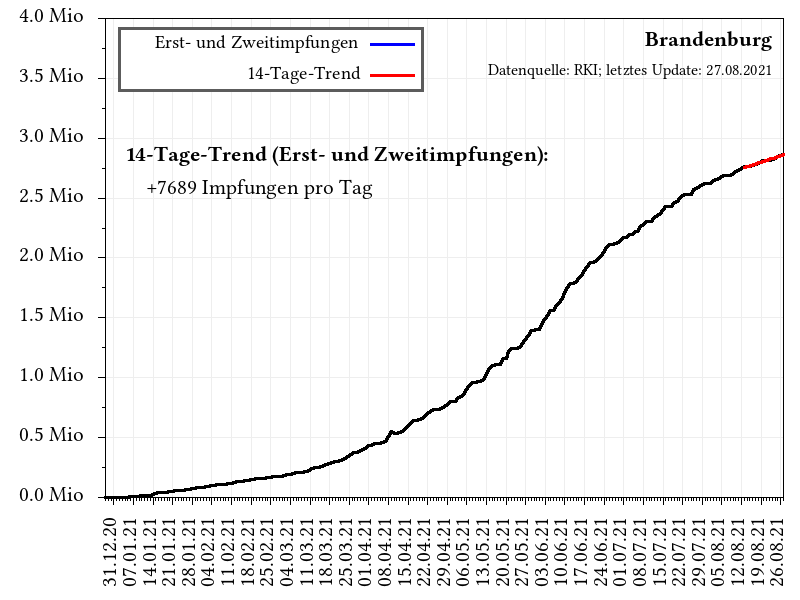 4.0 Mio
3.5 Mio
3.0 Mio
2.5 Mio
2.0 Mio
1.5 Mio
1.0 Mio
0.5 Mio
0.0 Mio
Erst- und Zweitimpfungen
14-Tage-Trend
Brandenburg
Datenquelle: RKI; letztes Update: 27.08.2021
14-Tage-Trend (Erst- und Zweitimpfungen):
+7689 Impfungen pro Tag
31.12.20
07.01.21
14.01.21
21.01.21
28.01.21
04.02.21
11.02.21
18.02.21
25.02.21
04.03.21
11.03.21
18.03.21
25.03.21
01.04.21
08.04.21
15.04.21
22.04.21
29.04.21
06.05.21
13.05.21
20.05.21
27.05.21
03.06.21
10.06.21
17.06.21
24.06.21
01.07.21
08.07.21
15.07.21
22.07.21
29.07.21
05.08.21
12.08.21
19.08.21
26.08.21